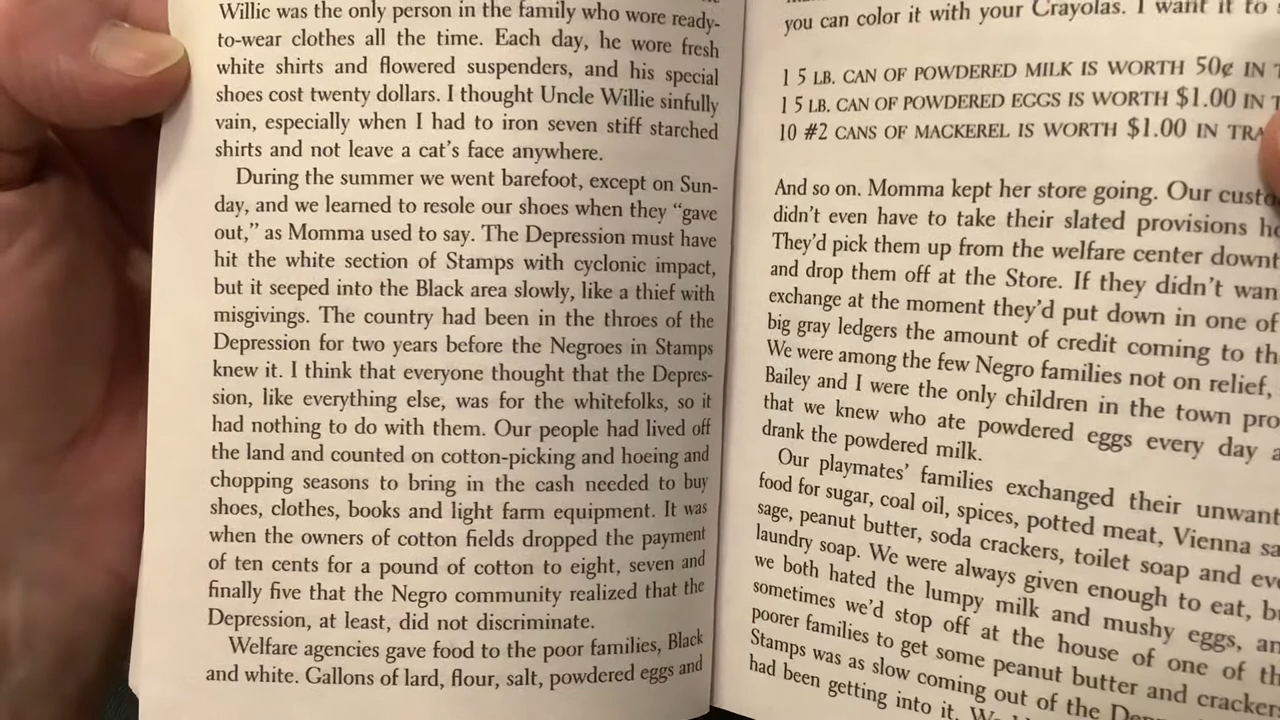 Willie was the only person in the family who wore ready-
to-wear clothes all the time. Each day, he wore fresh
white shirts and flowered suspenders, and his special
shoes cost twenty dollars. I thought Uncle Willie sinfully
vain, especially when I had to iron seven stiff starched
shirts and not leave a cat's face anywhere.
During the summer we went barefoot, except on Sun-
day, and we learned to resole our shoes when they “gave
out,” as Momma used to say. The Depression must have
hit the white section of Stamps with cyclonic impact,
but it seeped into the Black area slowly, like a thief with
misgivings. The country had been in the throes of the
Depression for two years before the Negroes in Stamps
knew it. I think that everyone thought that the Depres-
sion, like everything else, was for the whitefolks, so it
had nothing to do with them. Our people had lived off
the land and counted on cotton-picking and hoeing and
chopping seasons to bring in the cash needed to buy
shoes, clothes, books and light farm equipment. It was
when the owners of cotton fields dropped the payment
of ten cents for a pound of cotton to eight, seven and
finally five that the Negro community realized that the
Depression, at least, did not discriminate.
Welfare agencies gave food to the poor families, Black
and white. Gallons of lard, flour, salt, powdered eggs and
you can color it with your Crayolas. I want it to
1 5 LB. CAN OF POWDERED MILK IS WORTH 50¢ IN
1 5 LB. CAN OF POWDERED EGGS IS WORTH $1.00 IN
10 #2 CANS OF MACKEREL IS WORTH $1.00 IN TRA
And so on. Momma kept her store going. Our custo
didn't even have to take their slated provisions
They'd pick them up from the welfare center downt
and drop them off at the Store. If they didn't wan
exchange at the moment they'd put down in one of
big gray ledgers the amount of credit coming to
We were among the few Negro families not on relief,
Bailey and I were the only children in the town pro
that we knew who ate powdered eggs every day
drank the powdered milk.
Our playmates' families exchanged their unwant
food for sugar, coal oil, spices, potted meat, Vienna
sage, peanut butter, soda crackers, toilet soap and
laundry soap. We were always given enough to eat,
we both hated the lumpy milk and mushy eggs,
sometimes we'd stop off at the house of one of
poorer families to get some peanut butter and
Stamps was as slow coming out of the
had been getting into it.